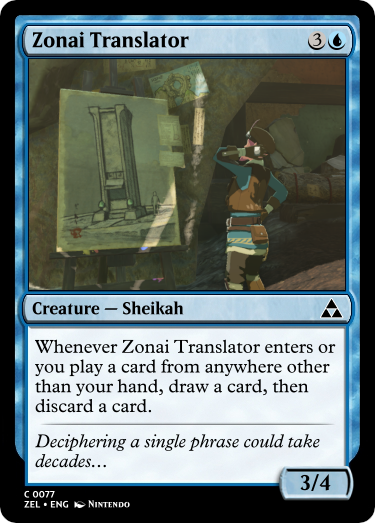 Zonai Translator 3
Creature — Sheikah
Whenever Zonai Translator enters or
you play a card from anywhere other
than your hand, draw a card, then
discard a card.
Deciphering a single phrase could take
decades…
3/4
C 0077
ZEL • ENG Nintendo